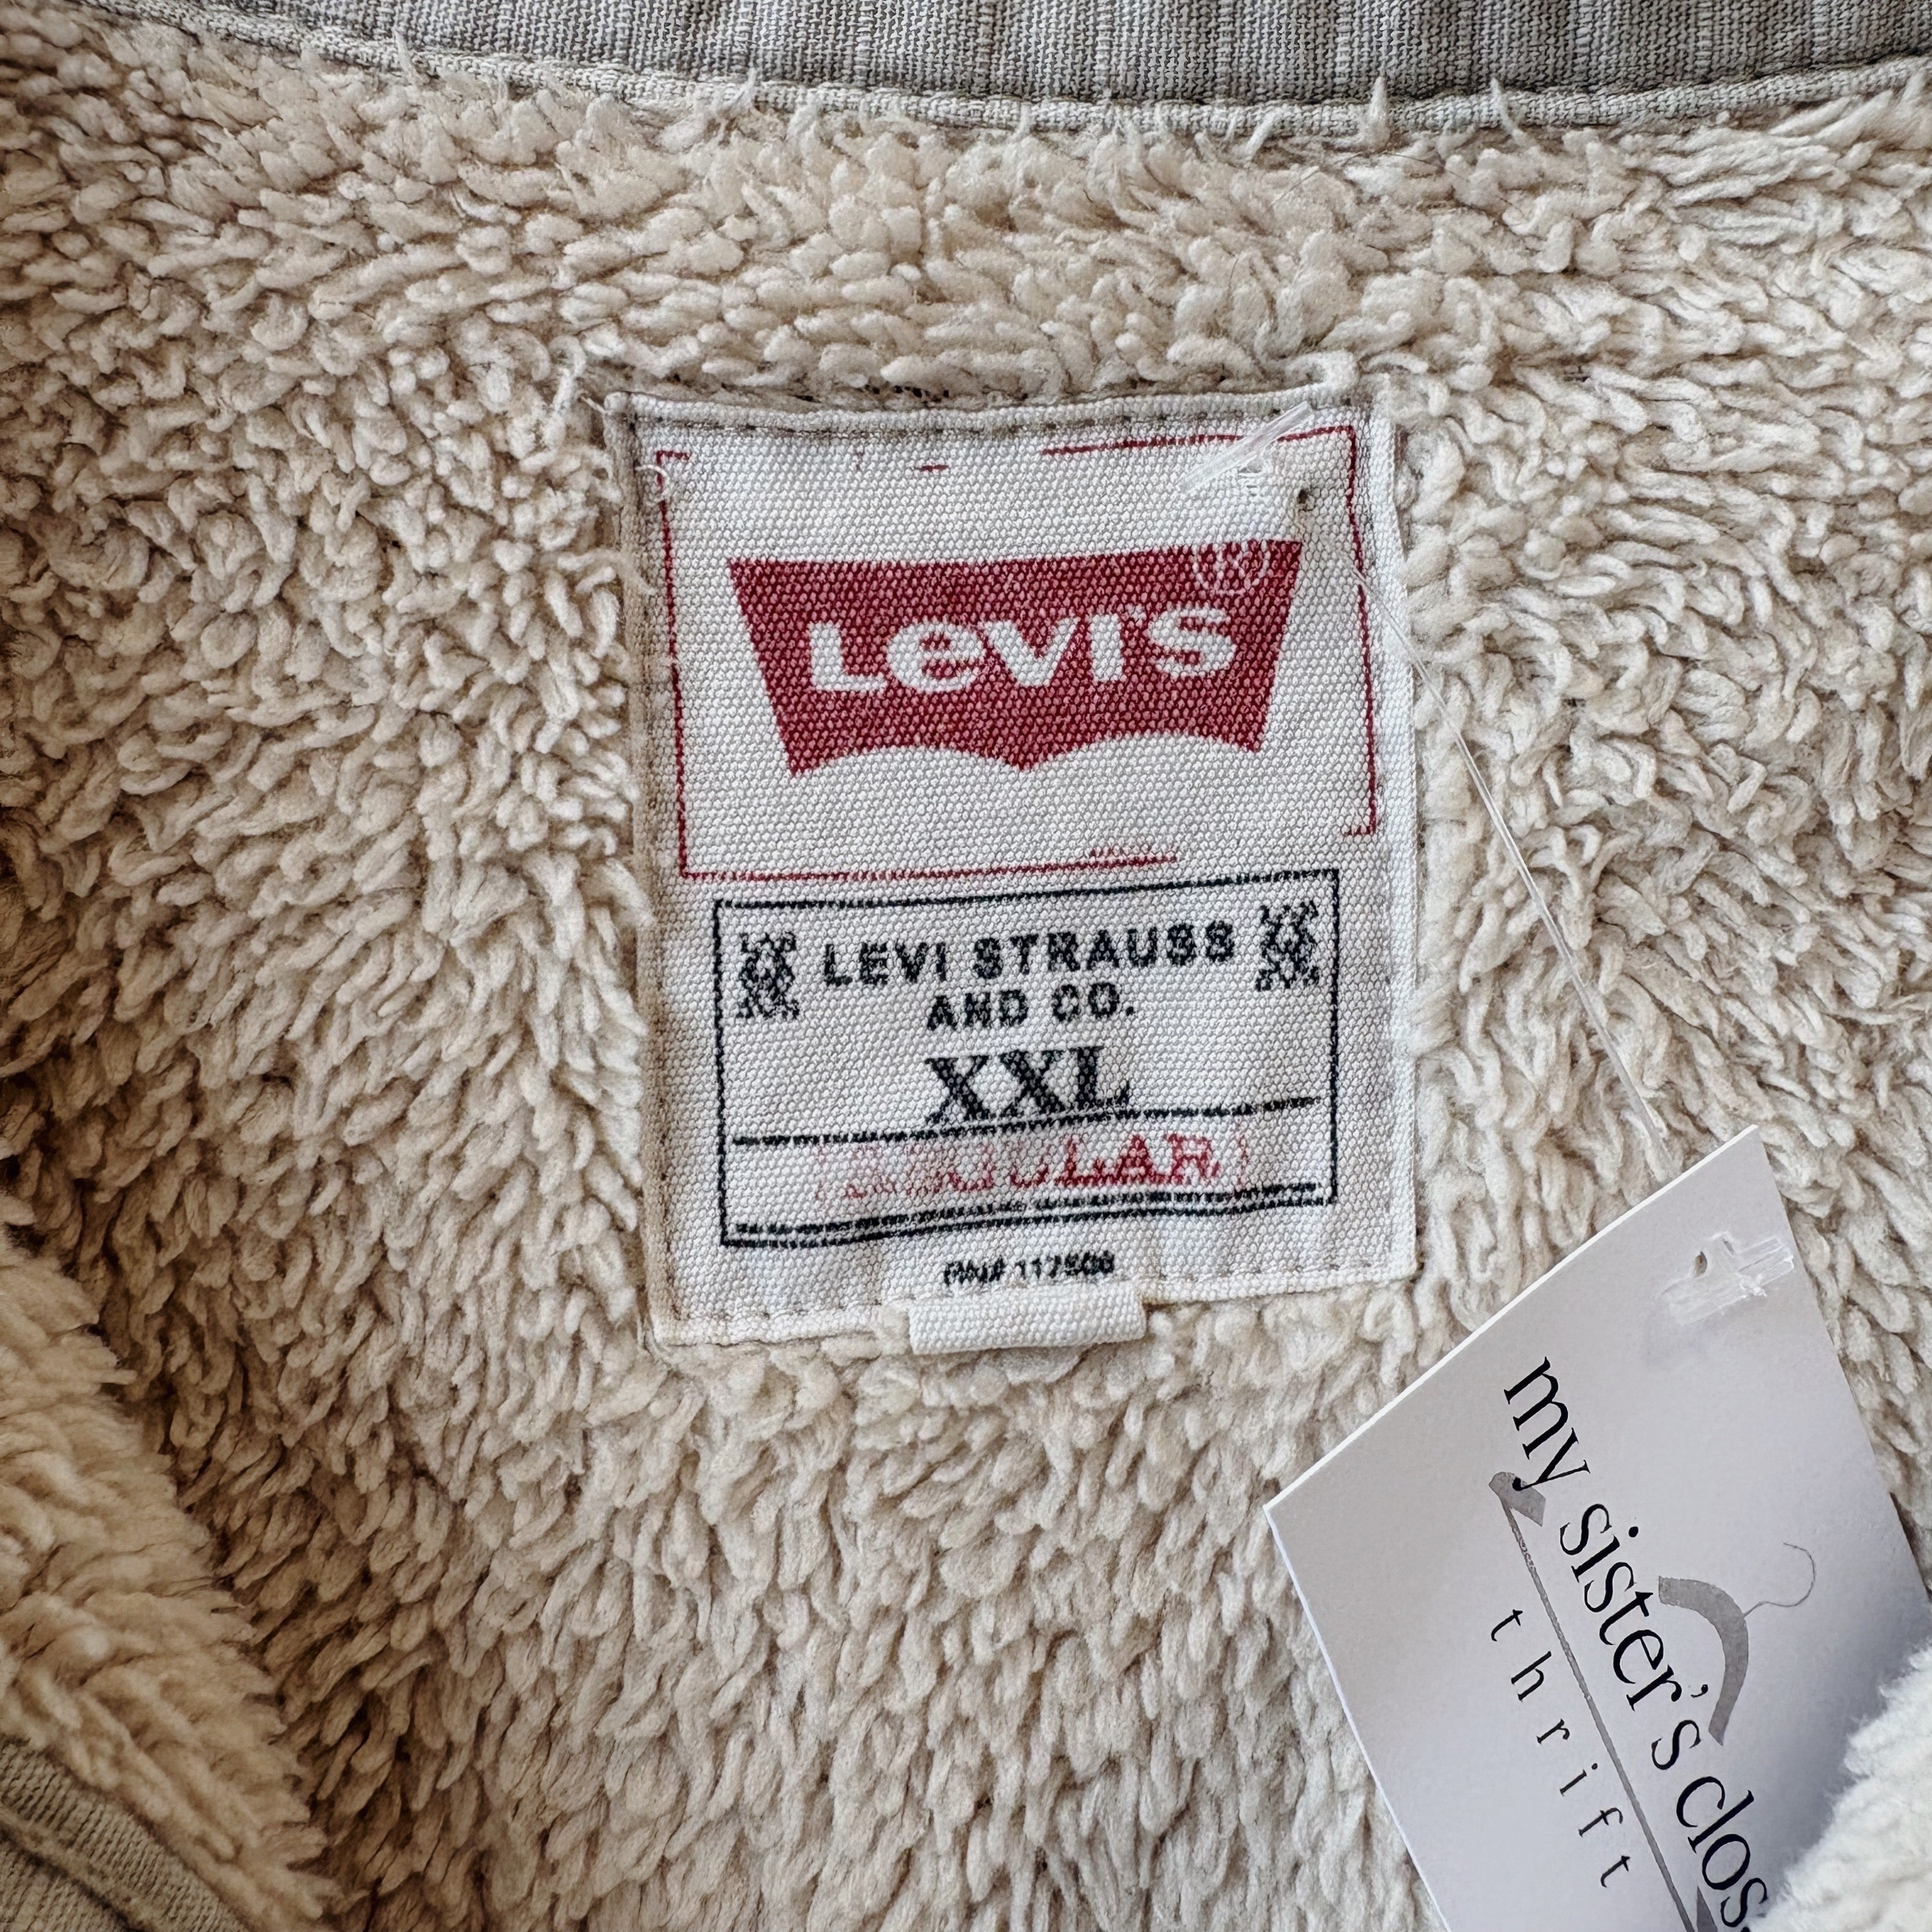 Levi's®
LEVI STRAUSS
AND CO.
XXL
my sister's clos
thrift